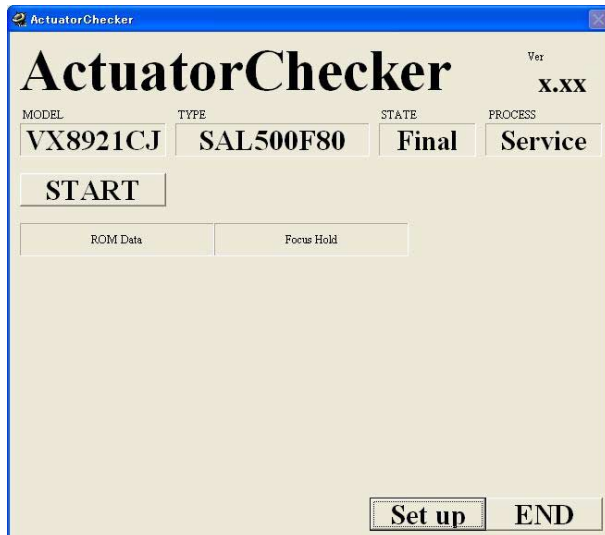 ActuatorChecker
ActuatorChecker
Ver
x.xx
MODEL TYPE STATE PROCESS
VX8921CJ SAL500F80 Final Service
START
ROM Data Focus Hold
Set up END